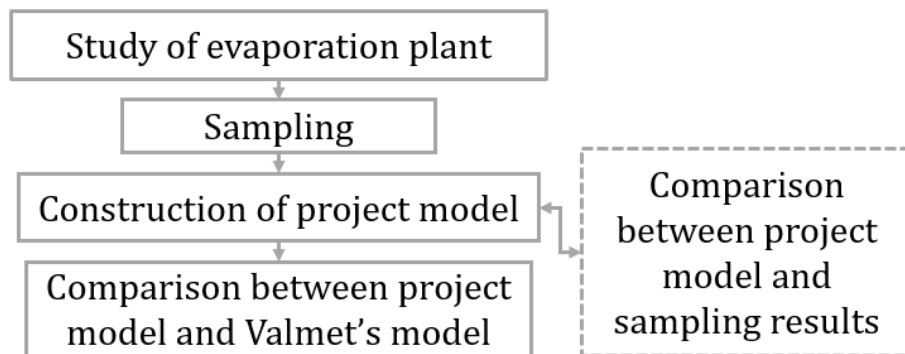 Study of evaporation plant
Sampling
Construction of project model
Comparison between project
model and Valmet's model
Comparison
between project
model and
sampling results